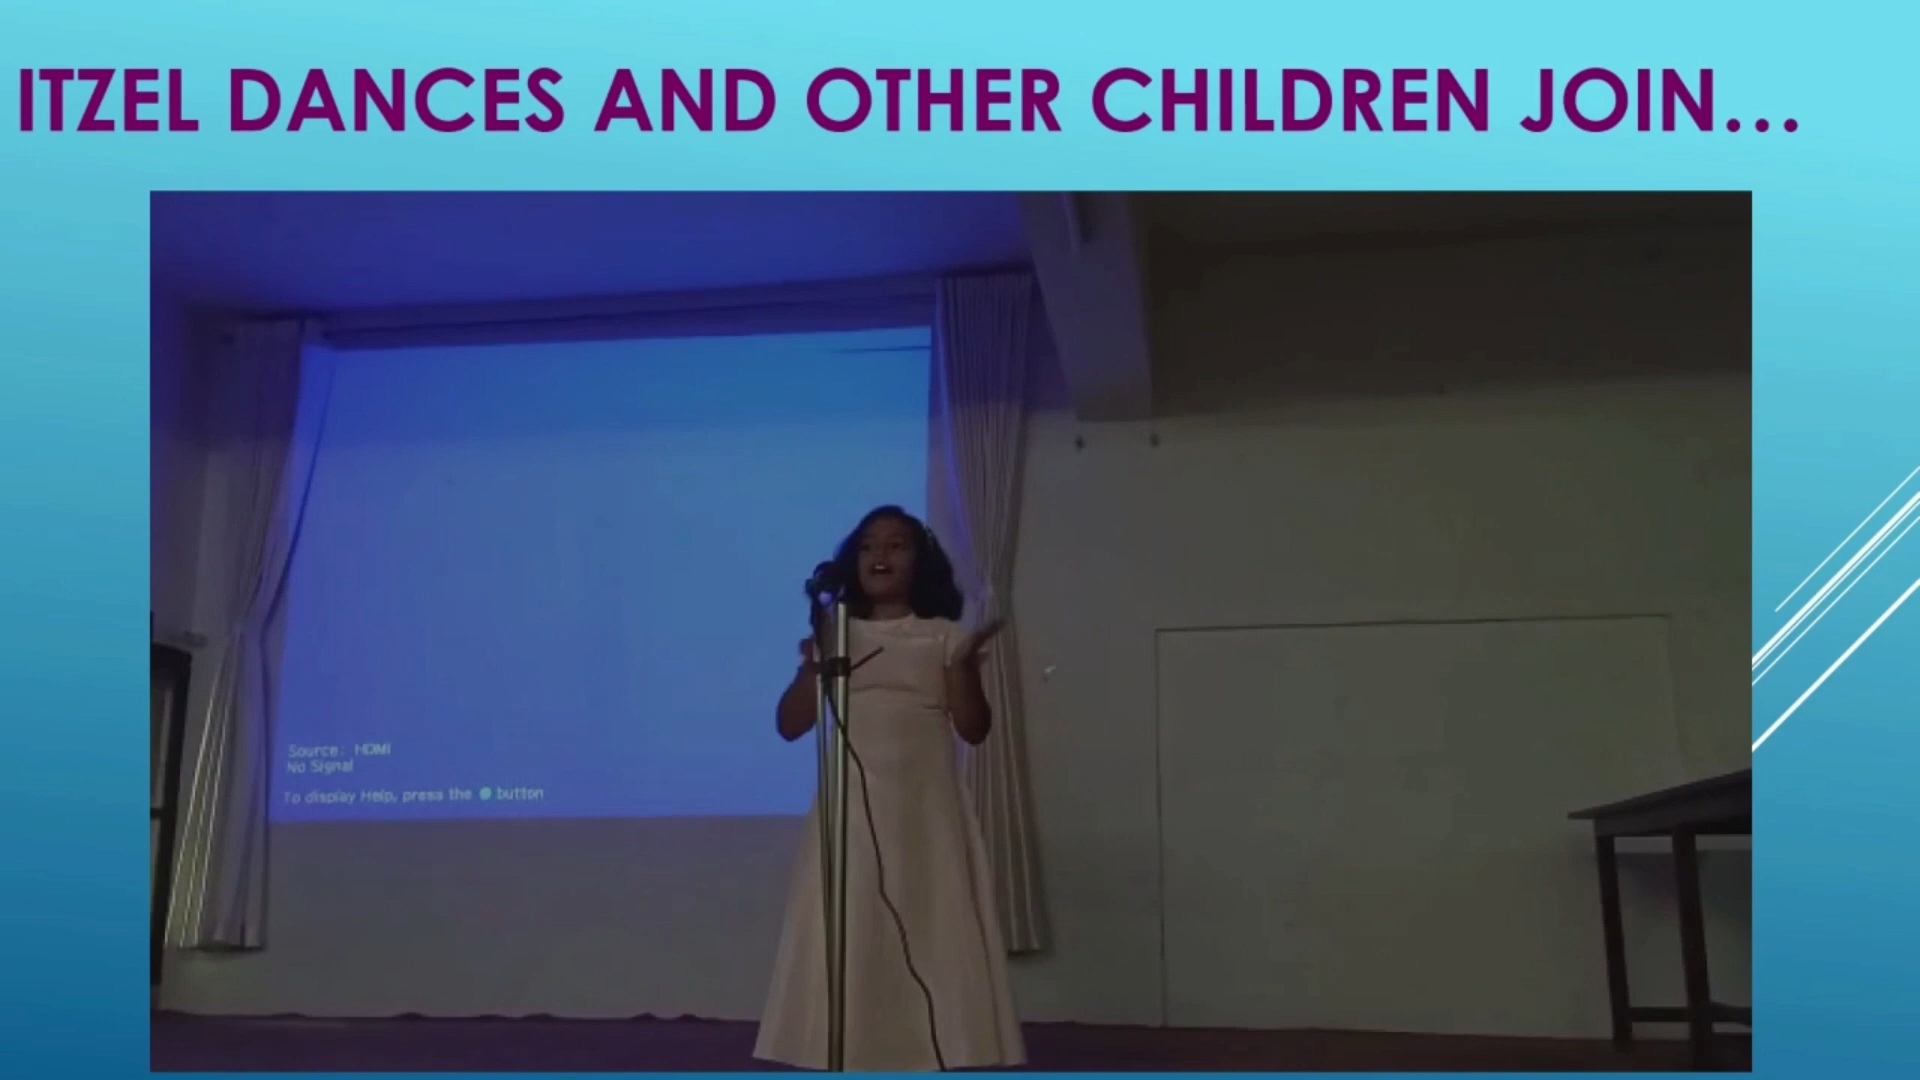 ITZEL DANCES AND OTHER CHILDREN JOIN...
Source: HDMI
No Signal
To display Help, press the button